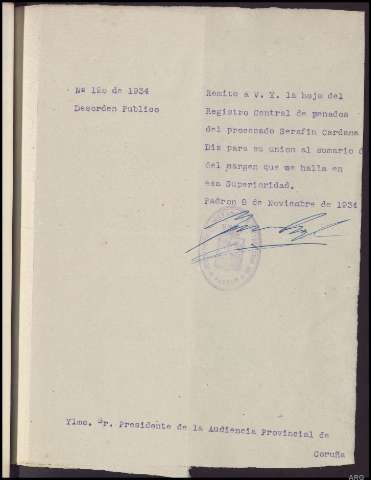 Nº 120 de 1934
Desorden Publico
Remito a V. Y. la hoja del
Registro Central de penados
del procesado Serafin Cardama
Diz para su union al sumario d
del margen que se halla en
esa Superioridad.
Padron 8 de Noviembre de 1934
Ylmo. Sr. Presidente de la Audiencia Provincial de
Coruña
ARG